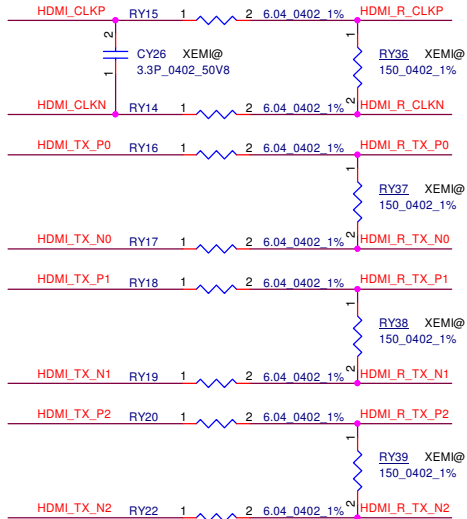 HDMI_CLKP RY15 1 2 6.04_0402_1% HDMI_R_CLKP
2 1
CY26 XEMI@ RY36 XEMI@
3.3P_0402_50V8 150_0402_1%
1 2
HDMI_CLKN RY14 1 2 6.04_0402_1% HDMI_R_CLKN
HDMI_TX_P0 RY16 1 2 6.04_0402_1% HDMI_R_TX_P0
1
RY37 XEMI@
150_0402_1%
2
HDMI_TX_N0 RY17 1 2 6.04_0402_1% HDMI_R_TX_N0
HDMI_TX_P1 RY18 1 2 6.04_0402_1% HDMI_R_TX_P1
1
RY38 XEMI@
150_0402_1%
2
HDMI_TX_N1 RY19 1 2 6.04_0402_1% HDMI_R_TX_N1
HDMI_TX_P2 RY20 1 2 6.04_0402_1% HDMI_R_TX_P2
1
RY39 XEMI@
150_0402_1%
2
HDMI_TX_N2 RY22 1 2 6.04_0402_1% HDMI_R_TX_N2